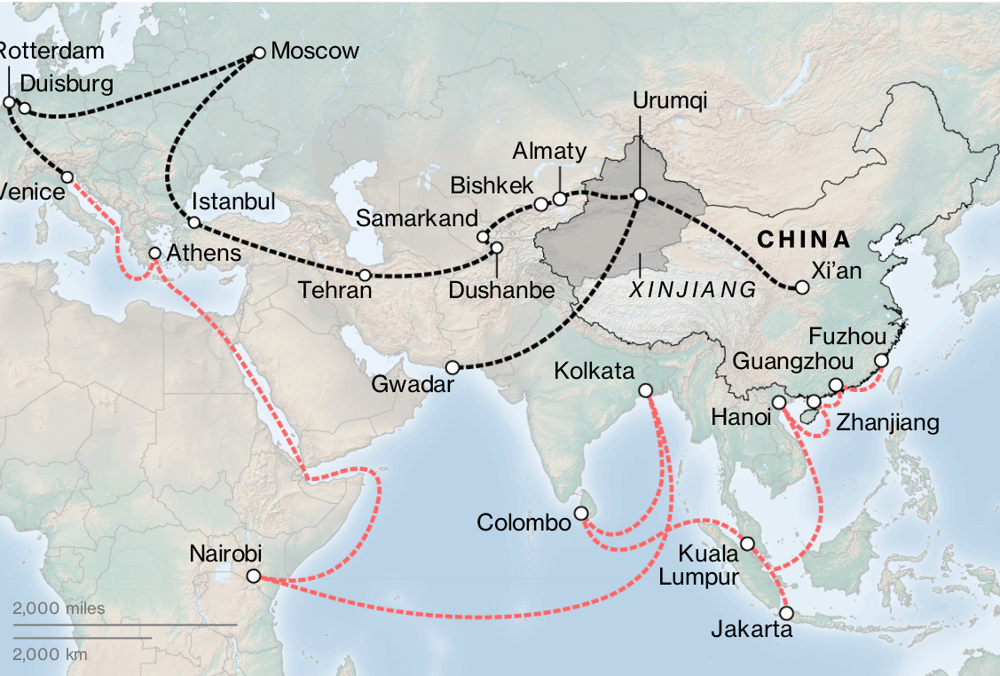 Rotterdam
Moscow
Duisburg
Urumqi
Almaty
Bishkek
Venice
Istanbul
Samarkand
CHINA
Athens
Xi'an
Tehran
Dushanbe
XINJIANG
Fuzhou
Guangzhou
Kolkata
Gwadar
Hanoi
Zhanjiang
Colombo
Nairobi
Kuala
Lumpur
2,000 miles
Jakarta
2,000 km